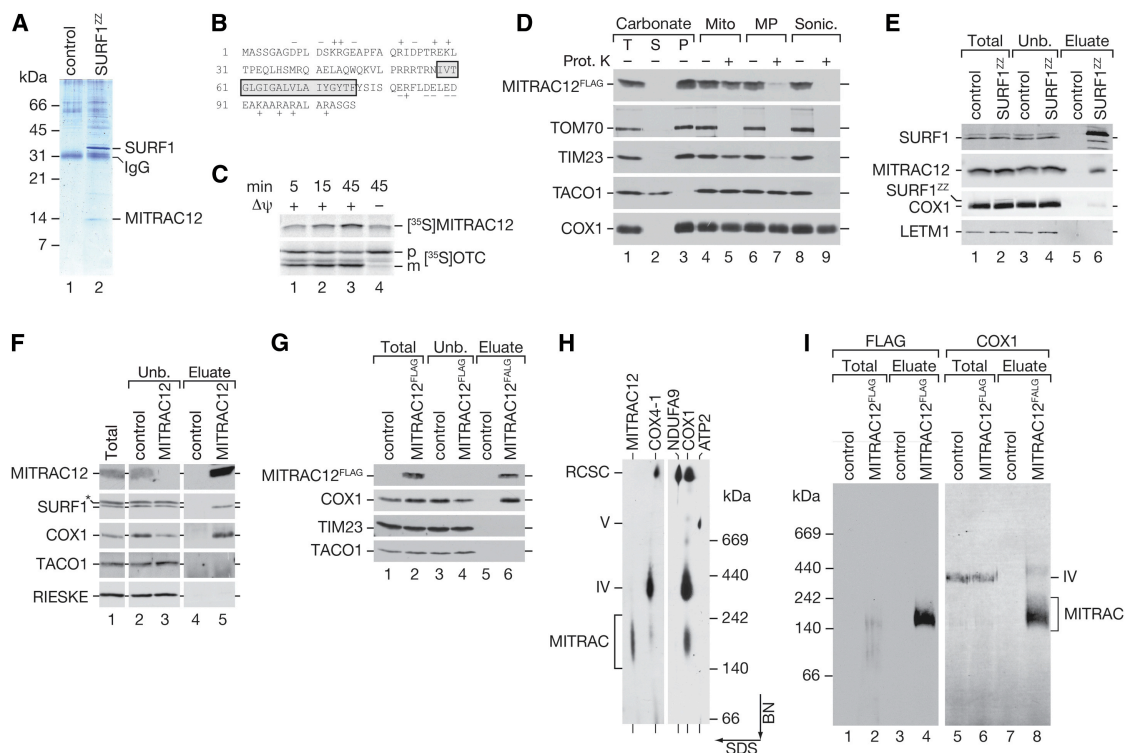 A
control
SURF1ZZ
kDa
66
45
31
21
14
7
SURF1
IgG
MITRAC12
1 2
B
− ++ − + +
1 MASSGAGDPL DSKRGEAPFA QRIDPTREKL
− − +++ +
31 TPEQLHSMRQ AELAQWQKVL PRRRTRNIVT
61 GLGIGALVLA IYGYTFYSIS QERFLDELED
−+ −− −−
91 EAKAARARAL ARASGS
+ + + +
C
min 5 15 45 45
Δψ + + + −
[35S]MITRAC12
p
m
[35S]OTC
1 2 3 4
D
Carbonate Mito MP Sonic.
T S P
Prot. K − + − + − +
MITRAC12FLAG
TOM70
TIM23
TACO1
COX1
1 2 3 4 5 6 7 8 9
E
Total Unb. Eluate
control
SURF1ZZ
control
SURF1ZZ
control
SURF1ZZ
SURF1
MITRAC12
SURF1ZZ
COX1
LETM1
1 2 3 4 5 6
F
Unb. Eluate
Total
control
MITRAC12
control
MITRAC12
MITRAC12
*
SURF1
COX1
TACO1
RIESKE
1 2 3 4 5
G
Total Unb. Eluate
control
MITRAC12FLAG
control
MITRAC12FLAG
control
MITRAC12FALG
MITRAC12FLAG
COX1
TIM23
TACO1
1 2 3 4 5 6
H
MITRAC12
COX4-1
NDUFA9
COX1
ATP2
RCSC
V
IV
MITRAC
kDa
669
440
242
140
66
BN
SDS
I
FLAG COX1
Total Eluate Total Eluate
control
MITRAC12FLAG
control
MITRAC12FLAG
control
MITRAC12FLAG
control
MITRAC12FALG
kDa
669
440
242
140
66
IV
MITRAC
1 2 3 4 5 6 7 8